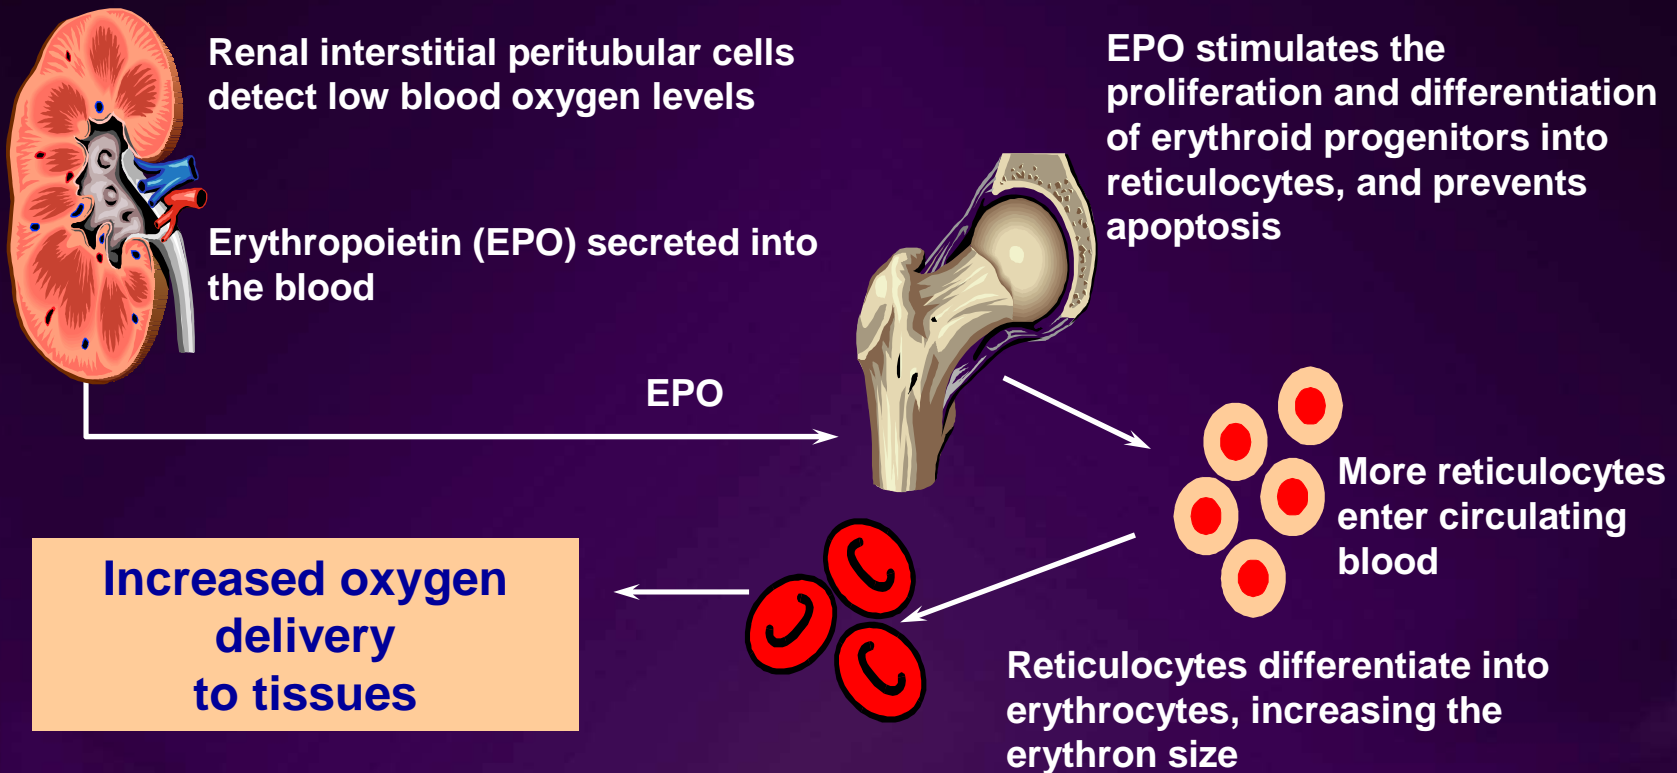 Renal interstitial peritubular cells
detect low blood oxygen levels
Erythropoietin (EPO) secreted into
the blood
EPO
EPO stimulates the
proliferation and differentiation
of erythroid progenitors into
reticulocytes, and prevents
apoptosis
More reticulocytes
enter circulating
blood
Reticulocytes differentiate into
erythrocytes, increasing the
erythron size
Increased oxygen
delivery
to tissues